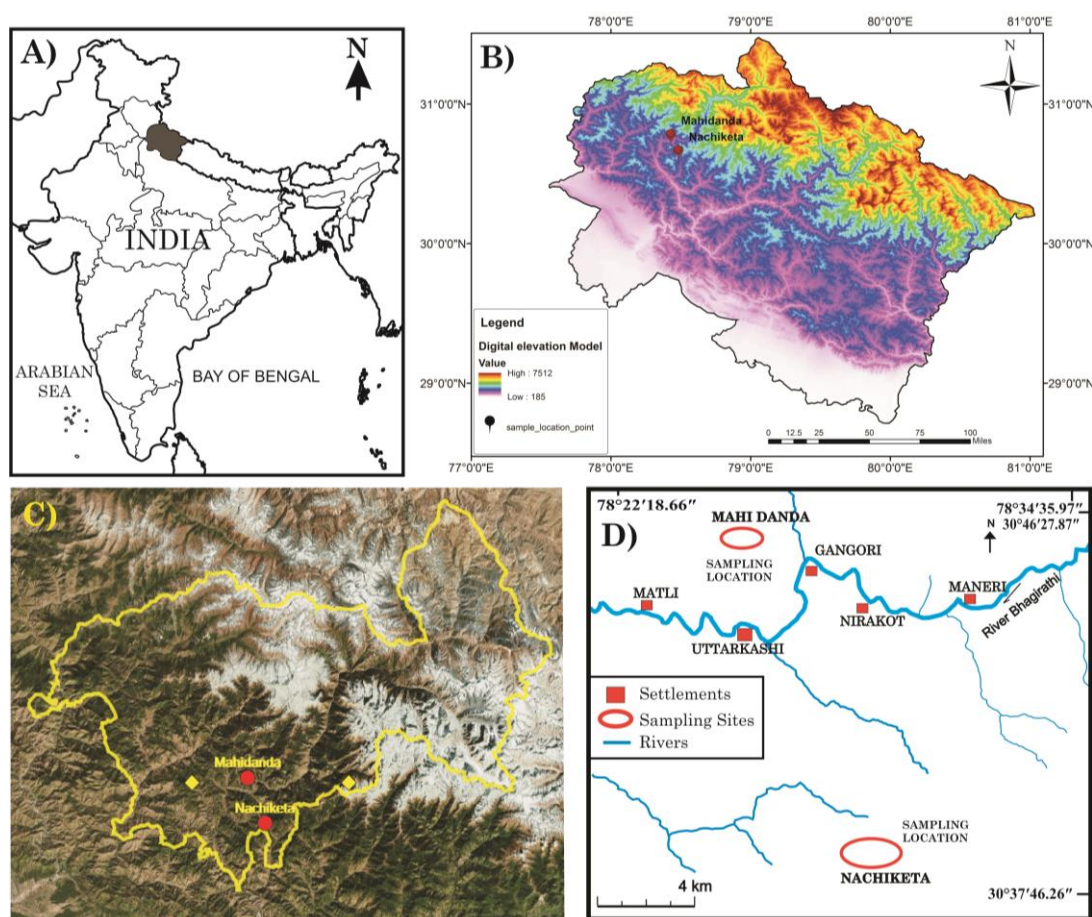 A)
N
INDIA
ARABIAN
SEA
BAY OF BENGAL
B)
78°0'0"E
79°0'0"E
80°0'0"E
81°0'0"E
N
31°0'0"N
30°0'0"N
29°0'0"N
31°0'0"N
30°0'0"N
29°0'0"N
Mahidanda
Nachiketa
Legend
Digital elevation Model
Value
High : 7512
Low : 185
sample_location_point
0 12.5 25 50 75 100
Miles
77°0'0"E
78°0'0"E
79°0'0"E
80°0'0"E
81°0'0"E
C)
Mahidanda
Nachiketa
D)
78°22′18.66″
78°34′35.97″
30°46′27.87″
N
MAHI DANDA
SAMPLING
LOCATION
GANGORI
MATLI
MANERI
NIRAKOT
UTTARKASHI
River Bhagirathi
Settlements
Sampling Sites
Rivers
SAMPLING
LOCATION
NACHIKETA
4 km
30°37′46.26″